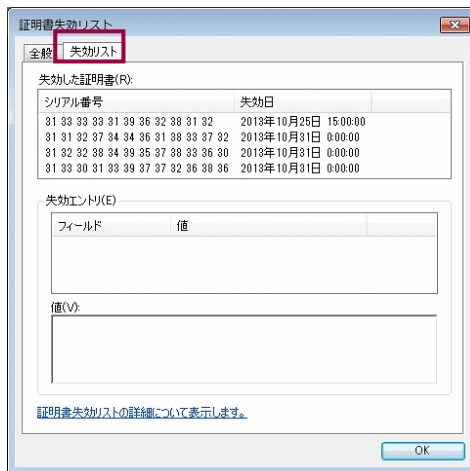 証明書失効リスト
全般 失効リスト
失効した証明書(R):
シリアル番号 失効日
31 33 33 33 31 39 36 32 38 31 32 2013年10月25日 15:00:00
31 31 32 37 34 34 36 31 38 33 37 32 2013年10月31日 0:00:00
31 32 32 38 34 39 35 37 38 33 36 30 2013年10月31日 0:00:00
31 33 30 31 33 39 37 37 32 36 38 36 2013年10月31日 0:00:00
失効エントリ(E)
フィールド 値
値(V):
証明書失効リストの詳細について表示します。
OK